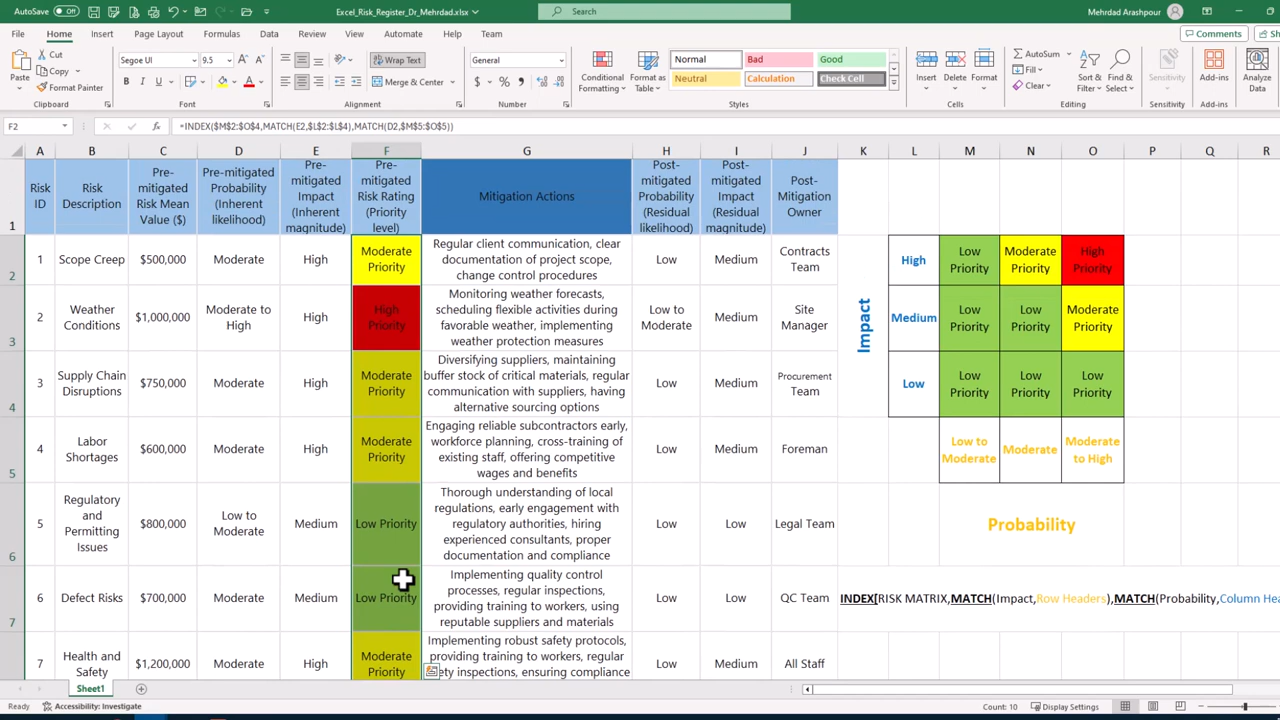 AutoSave Off
Excel_Risk_Register_Dr_Mehrdad.xlsx
Search
Mehrdad Arashpour
File Home Insert Page Layout Formulas Data Review View Automate Help Team
Comments
Paste
Cut
Copy
Format Painter
Clipboard
Segoe UI 9.5
B I U
Font
Wrap Text
Merge & Center
Alignment
General
$ % ,
Number
Conditional Formatting
Format as Table
Normal Bad Good
Neutral Calculation Check Cell
Styles
Insert Delete Format
Cells
AutoSum
Fill
Clear
Sort & Filter
Find & Select
Editing
Sensitivity
Sensitivity
Add-ins
Add-ins
Analyze Data
F2
fx
=INDEX($M$2:$O$4,MATCH(E2,$L$2:$L$4),MATCH(D2,$M$5:$O$5))
A B C D E F G H I J K L M N O P Q R
1
Risk ID
Risk Description
Pre-mitigated Risk Mean Value ($)
Pre-mitigated Probability (Inherent likelihood)
Pre-mitigated Impact (Inherent magnitude)
Pre-mitigated Risk Rating (Priority level)
Mitigation Actions
Post-mitigated Probability (Residual likelihood)
Post-mitigated Impact (Residual magnitude)
Post-Mitigation Owner
2
1 Scope Creep $500,000 Moderate High Moderate Priority
Regular client communication, clear
documentation of project scope,
change control procedures
Low Medium Contracts Team
3
2 Weather Conditions $1,000,000 Moderate to High High High Priority
Monitoring weather forecasts,
scheduling flexible activities during
favorable weather, implementing
weather protection measures
Low to Moderate Medium Site Manager
4
3 Supply Chain Disruptions $750,000 Moderate High Moderate Priority
Diversifying suppliers, maintaining
buffer stock of critical materials, regular
communication with suppliers, having
alternative sourcing options
Low Medium Procurement Team
5
4 Labor Shortages $600,000 Moderate High Moderate Priority
Engaging reliable subcontractors early,
workforce planning, cross-training of
existing staff, offering competitive
wages and benefits
Low Medium Foreman
6
5 Regulatory and Permitting Issues $800,000 Low to Moderate Medium Low Priority
Thorough understanding of local
regulations, early engagement with
regulatory authorities, hiring
experienced consultants, proper
documentation and compliance
Low Low Legal Team
7
6 Defect Risks $700,000 Moderate Medium Low Priority
Implementing quality control
processes, regular inspections,
providing training to workers, using
reputable suppliers and materials
Low Low QC Team
7 Health and Safety $1,200,000 Moderate High Moderate Priority
Implementing robust safety protocols,
providing training to workers, regular
inspections, ensuring compliance
Low Medium All Staff
Impact
High Low Priority Moderate Priority High Priority
Medium Low Priority Low Priority Moderate Priority
Low Low Priority Low Priority Low Priority
Low to Moderate Moderate Moderate to High
Probability
INDEX[RISK MATRIX,MATCH(Impact,Row Headers),MATCH(Probability,Column
Sheet1
Ready
Accessibility: Investigate
Count: 10
Display Settings